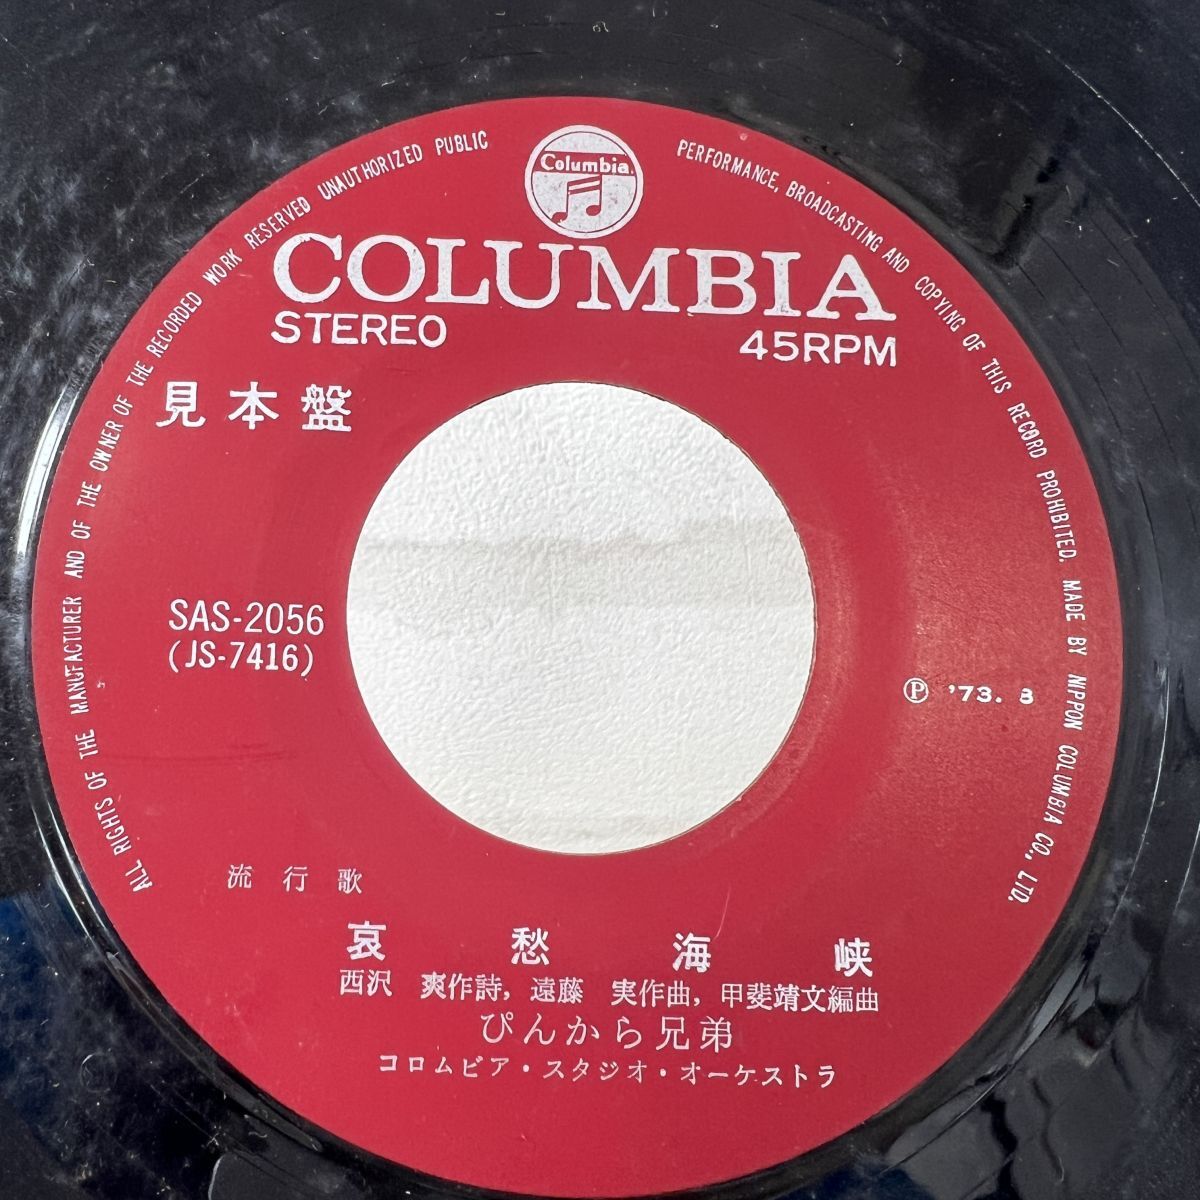 ALL RIGHTS OF THE MANUFACTURER AND OF THE OWNER OF THE RECORDED WORK RESERVED UNAUTHORIZED PUBLIC PERFORMANCE, BROADCASTING AND COPYING OF THIS RECORD PROHIBITED. MADE BY NIPPON COLUMBIA CO., LTD.
Columbia.
COLUMBIA
STEREO 45RPM
見本盤
SAS-2056
(JS-7416)
Ⓟ '73. 8
流行歌
哀愁海峡
西沢 爽作詩, 遠藤 実作曲, 甲斐靖文編曲
ぴんから兄弟
コロムビア・スタジオ・オーケストラ